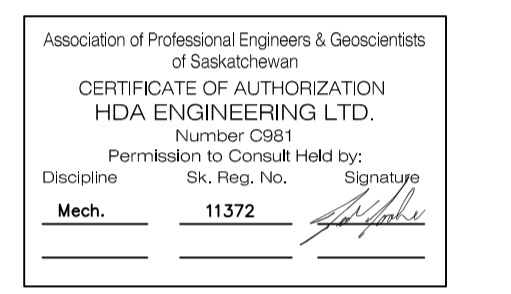 Association of Professional Engineers & Geoscientists
of Saskatchewan
CERTIFICATE OF AUTHORIZATION
HDA ENGINEERING LTD.
Number C981
Permission to Consult Held by:
Discipline Sk. Reg. No. Signature
Mech. 11372